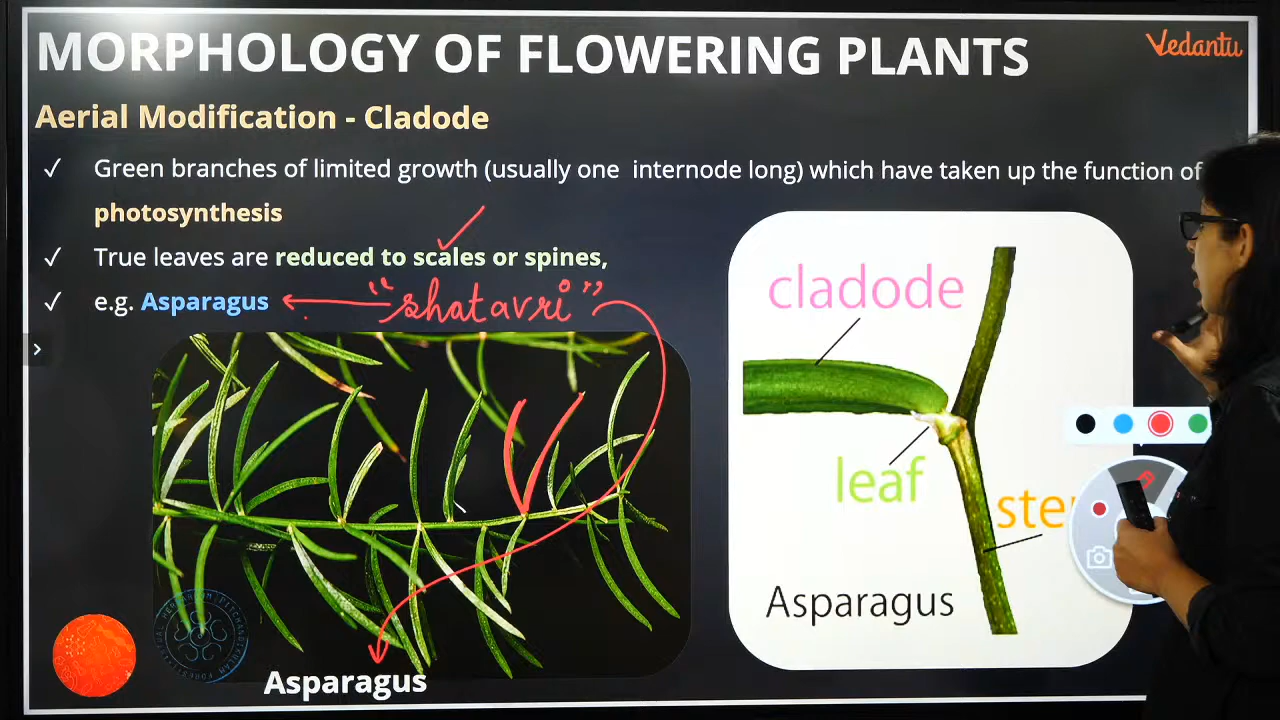 MORPHOLOGY OF FLOWERING PLANTS
Vedantu
Aerial Modification - Cladode
✓ Green branches of limited growth (usually one internode long) which have taken up the function of
photosynthesis
✓ True leaves are reduced to scales or spines,
✓ e.g. Asparagus "shatavri"
cladode
leaf
Asparagus
Asparagus